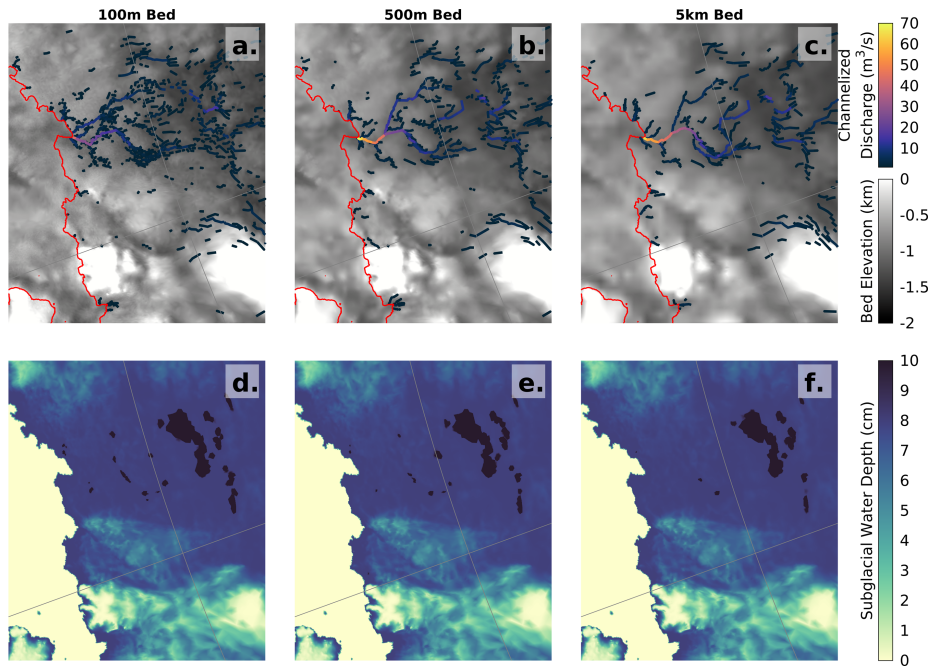 100m Bed
500m Bed
5km Bed
a.
b.
c.
70
60
50
40
30
20
10
Channelized
Discharge (m³/s)
0
-0.5
-1
-1.5
-2
Bed Elevation (km)
d.
e.
f.
10
9
8
7
6
5
4
3
2
1
0
Subglacial Water Depth (cm)